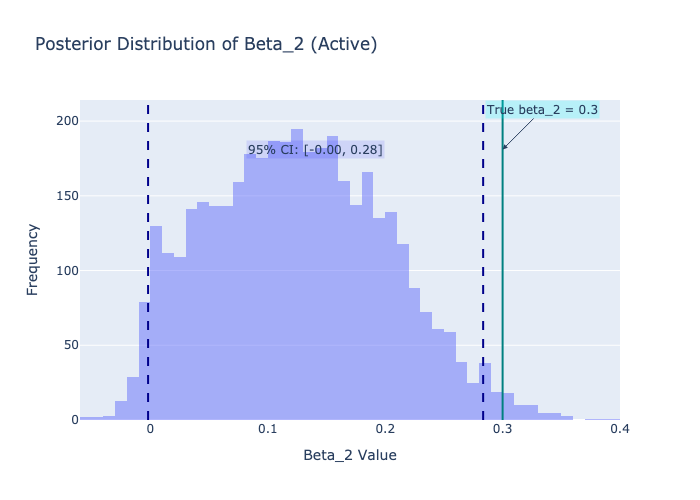 Posterior Distribution of Beta_2 (Active)
True beta_2 = 0.3
95% CI: [-0.00, 0.28]
200
150
100
50
0
Frequency
0 0.1 0.2 0.3 0.4
Beta_2 Value